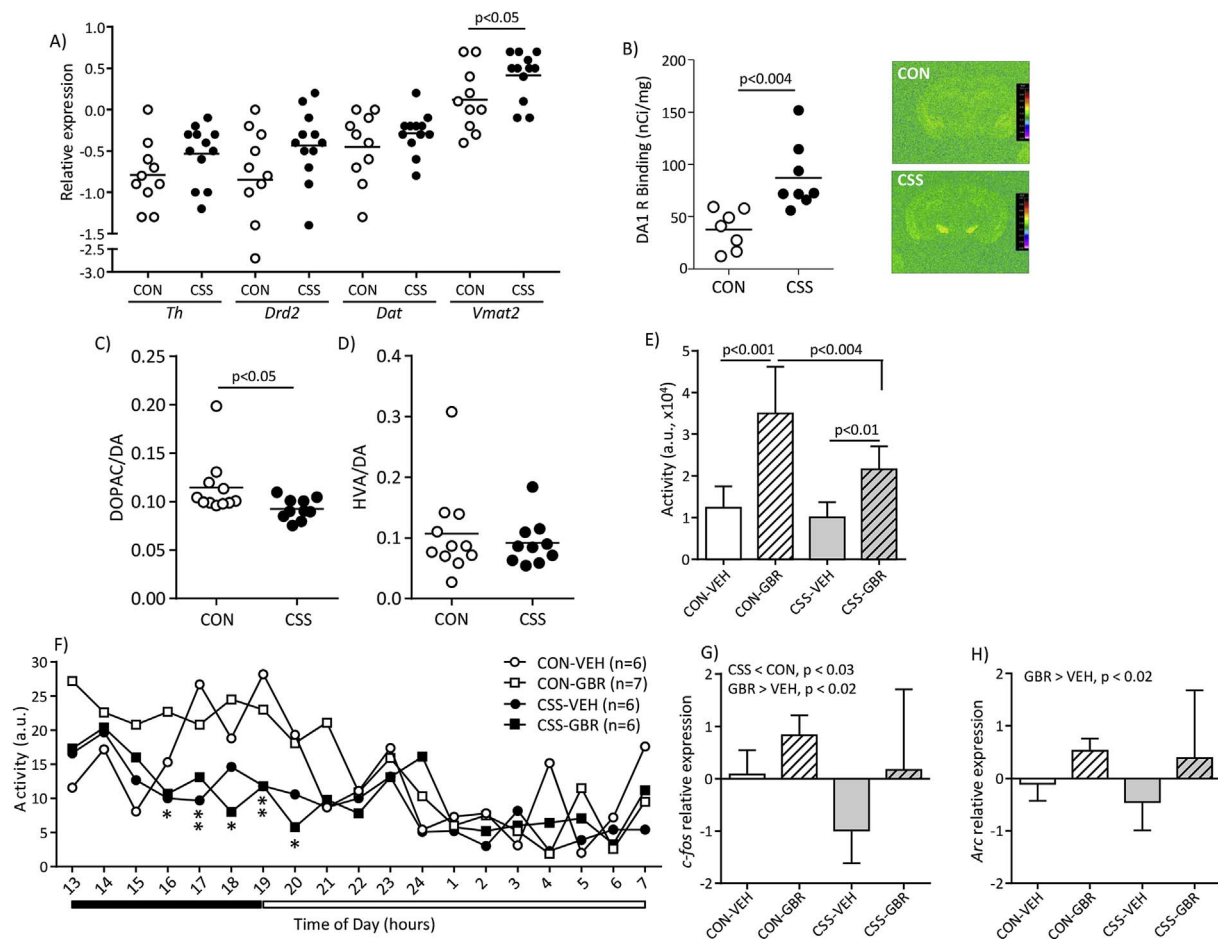 A)
p<0.05
Relative expression
1.0
0.5
0.0
-0.5
-1.0
-1.5
-2.5
-3.0
CON CSS CON CSS CON CSS CON CSS
Th Drd2 Dat Vmat2
B)
p<0.004
DA1 R Binding (nCi/mg)
200
150
100
50
0
CON CSS
CON
CSS
C)
p<0.05
DOPAC/DA
0.25
0.20
0.15
0.10
0.05
0.00
CON CSS
D)
HVA/DA
0.4
0.3
0.2
0.1
0.0
CON CSS
E)
p<0.001 p<0.004
p<0.01
Activity (a.u., x10⁴)
5
4
3
2
1
0
CON-VEH CON-GBR CSS-VEH CSS-GBR
F)
Activity (a.u.)
30
25
20
15
10
5
0
CON-VEH (n=6)
CON-GBR (n=7)
CSS-VEH (n=6)
CSS-GBR (n=6)
* ** * ** *
13 14 15 16 17 18 19 20 21 22 23 24 1 2 3 4 5 6 7
Time of Day (hours)
G)
CSS < CON, p < 0.03
GBR > VEH, p < 0.02
c-fos relative expression
2
1
0
-1
-2
CON-VEH CON-GBR CSS-VEH CSS-GBR
H)
GBR > VEH, p < 0.02
Arc relative expression
2
1
0
-1
-2
CON-VEH CON-GBR CSS-VEH CSS-GBR